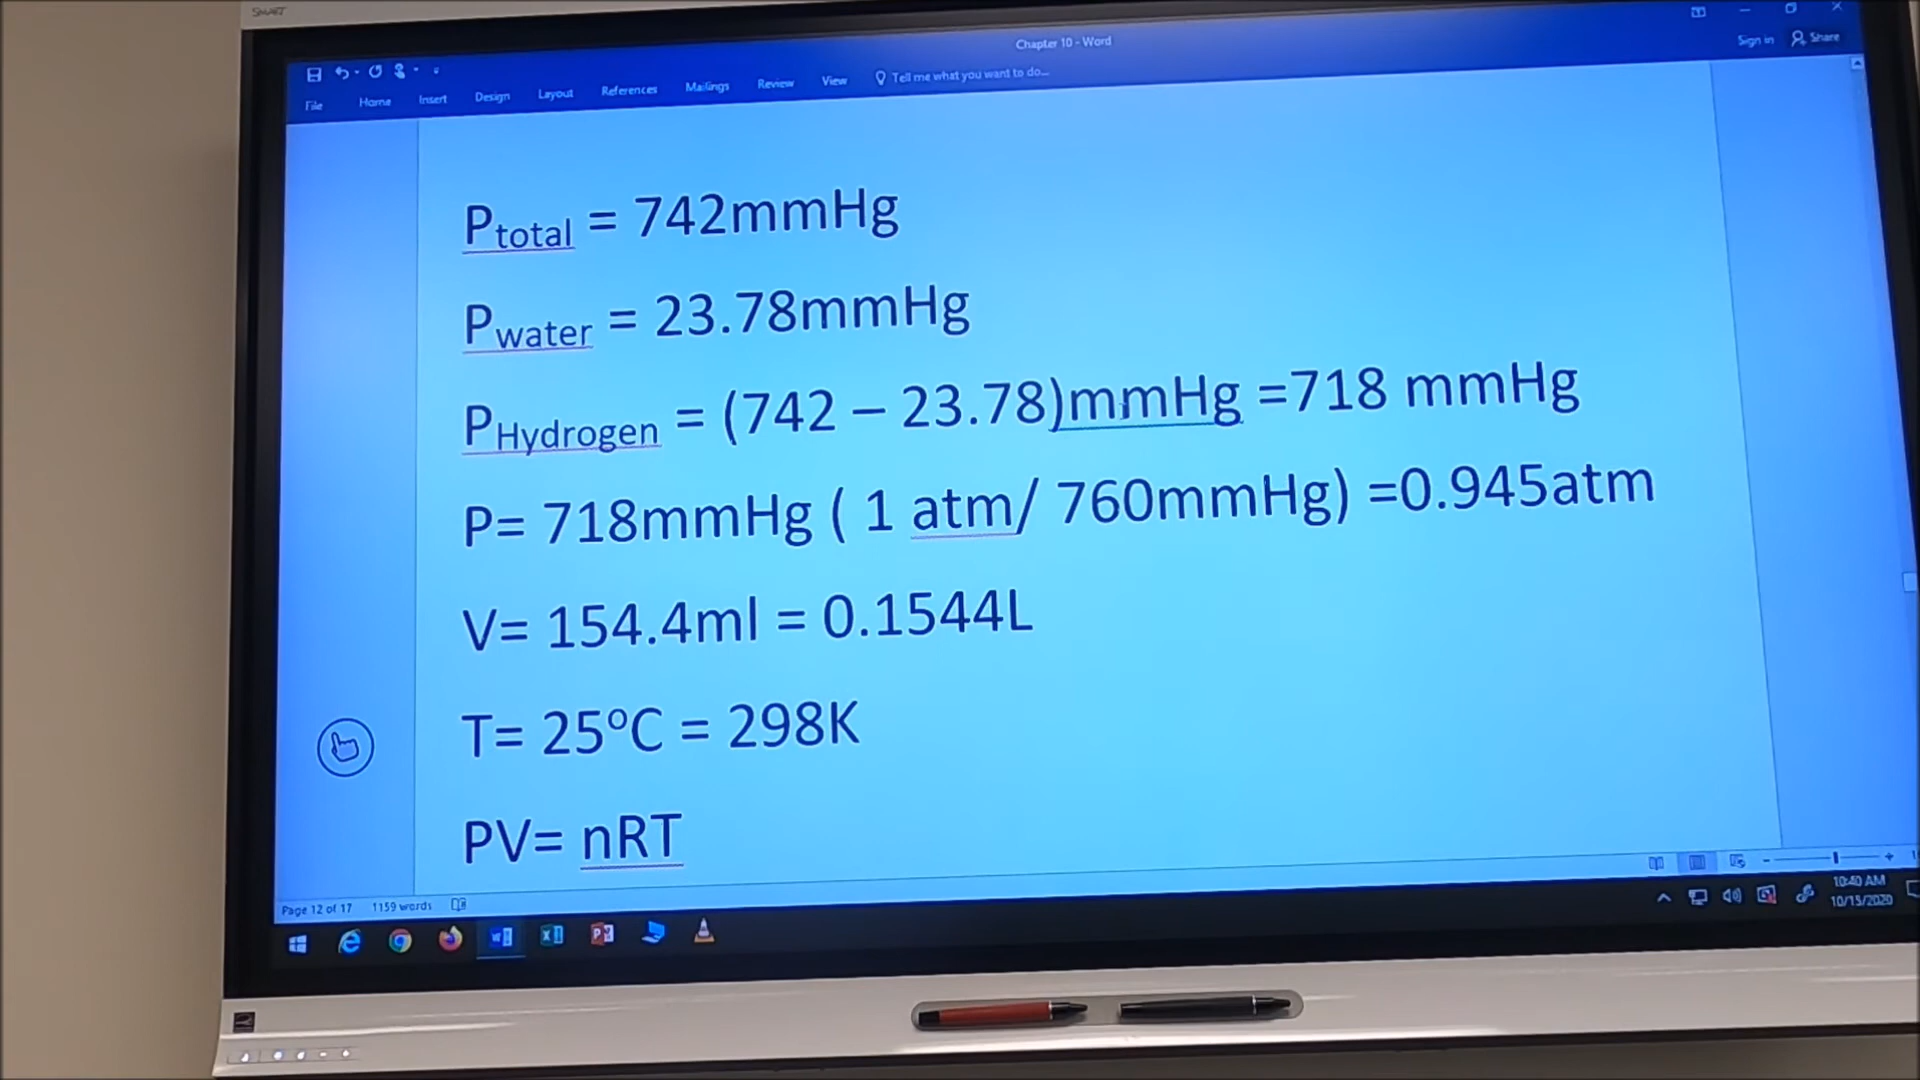 SMART
Chapter 10 - Word
Sign in Share
File Home Insert Design Layout References Mailings Review View Tell me what you want to do...
Ptotal = 742mmHg
Pwater = 23.78mmHg
PHydrogen = (742 – 23.78)mmHg =718 mmHg
P= 718mmHg ( 1 atm/ 760mmHg) =0.945atm
V= 154.4ml = 0.1544L
T= 25ºC = 298K
PV= nRT
Page 12 of 17 1159 words
10:40 AM
10/15/2020